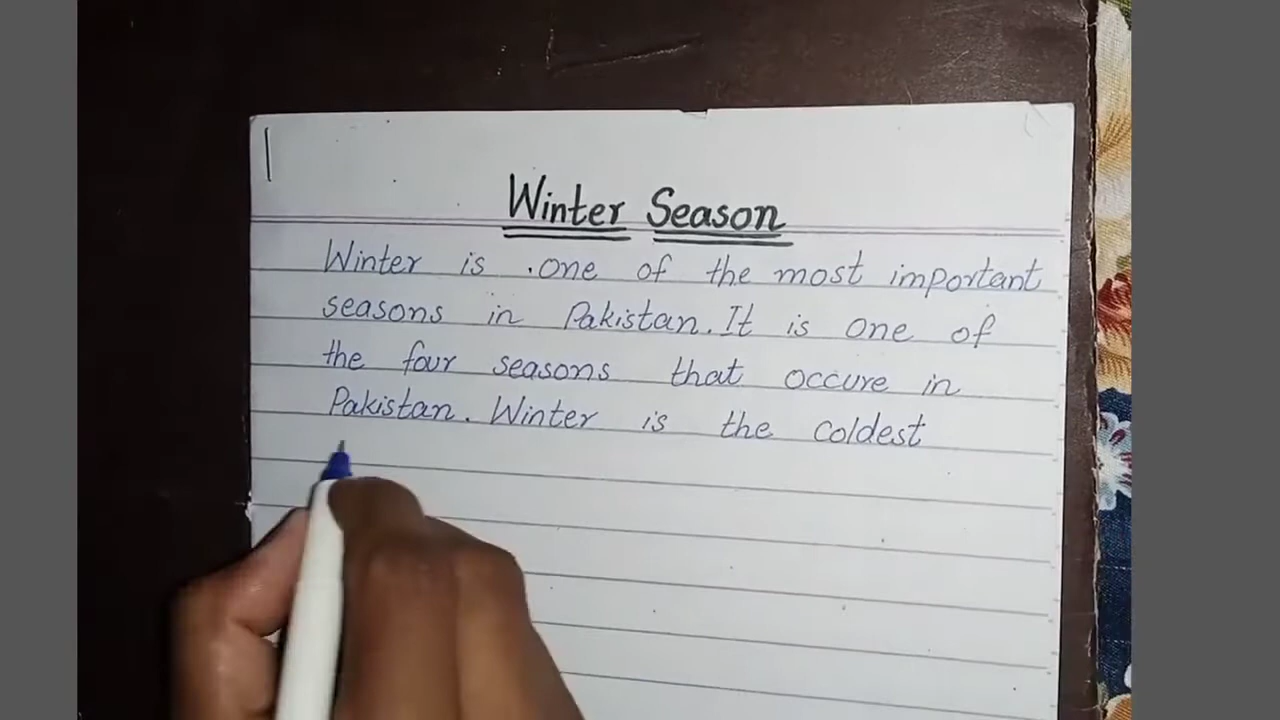 Winter Season
Winter is .one of the most important
seasons in Pakistan. It is one of
the four seasons that occure in
Pakistan. Winter is the coldest